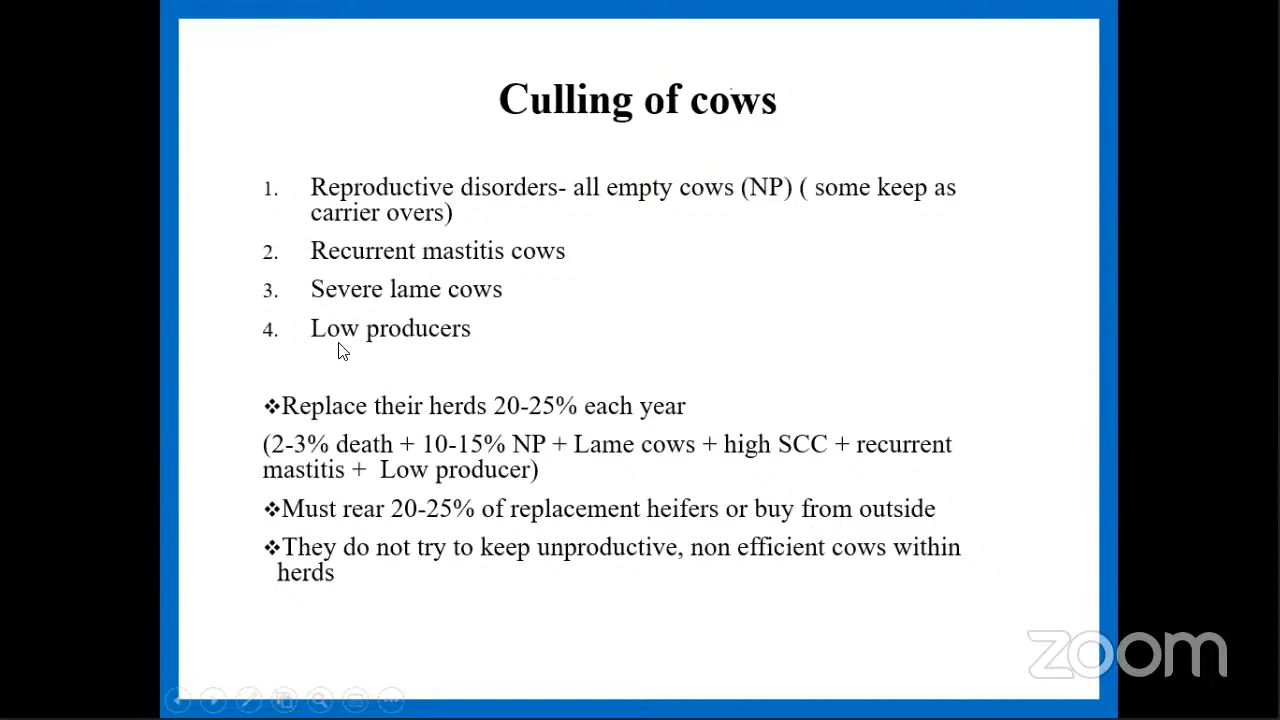 Culling of cows
1. Reproductive disorders- all empty cows (NP) ( some keep as
carrier overs)
2. Recurrent mastitis cows
3. Severe lame cows
4. Low producers
❖Replace their herds 20-25% each year
(2-3% death + 10-15% NP + Lame cows + high SCC + recurrent
mastitis + Low producer)
❖Must rear 20-25% of replacement heifers or buy from outside
❖They do not try to keep unproductive, non efficient cows within
herds
zoom